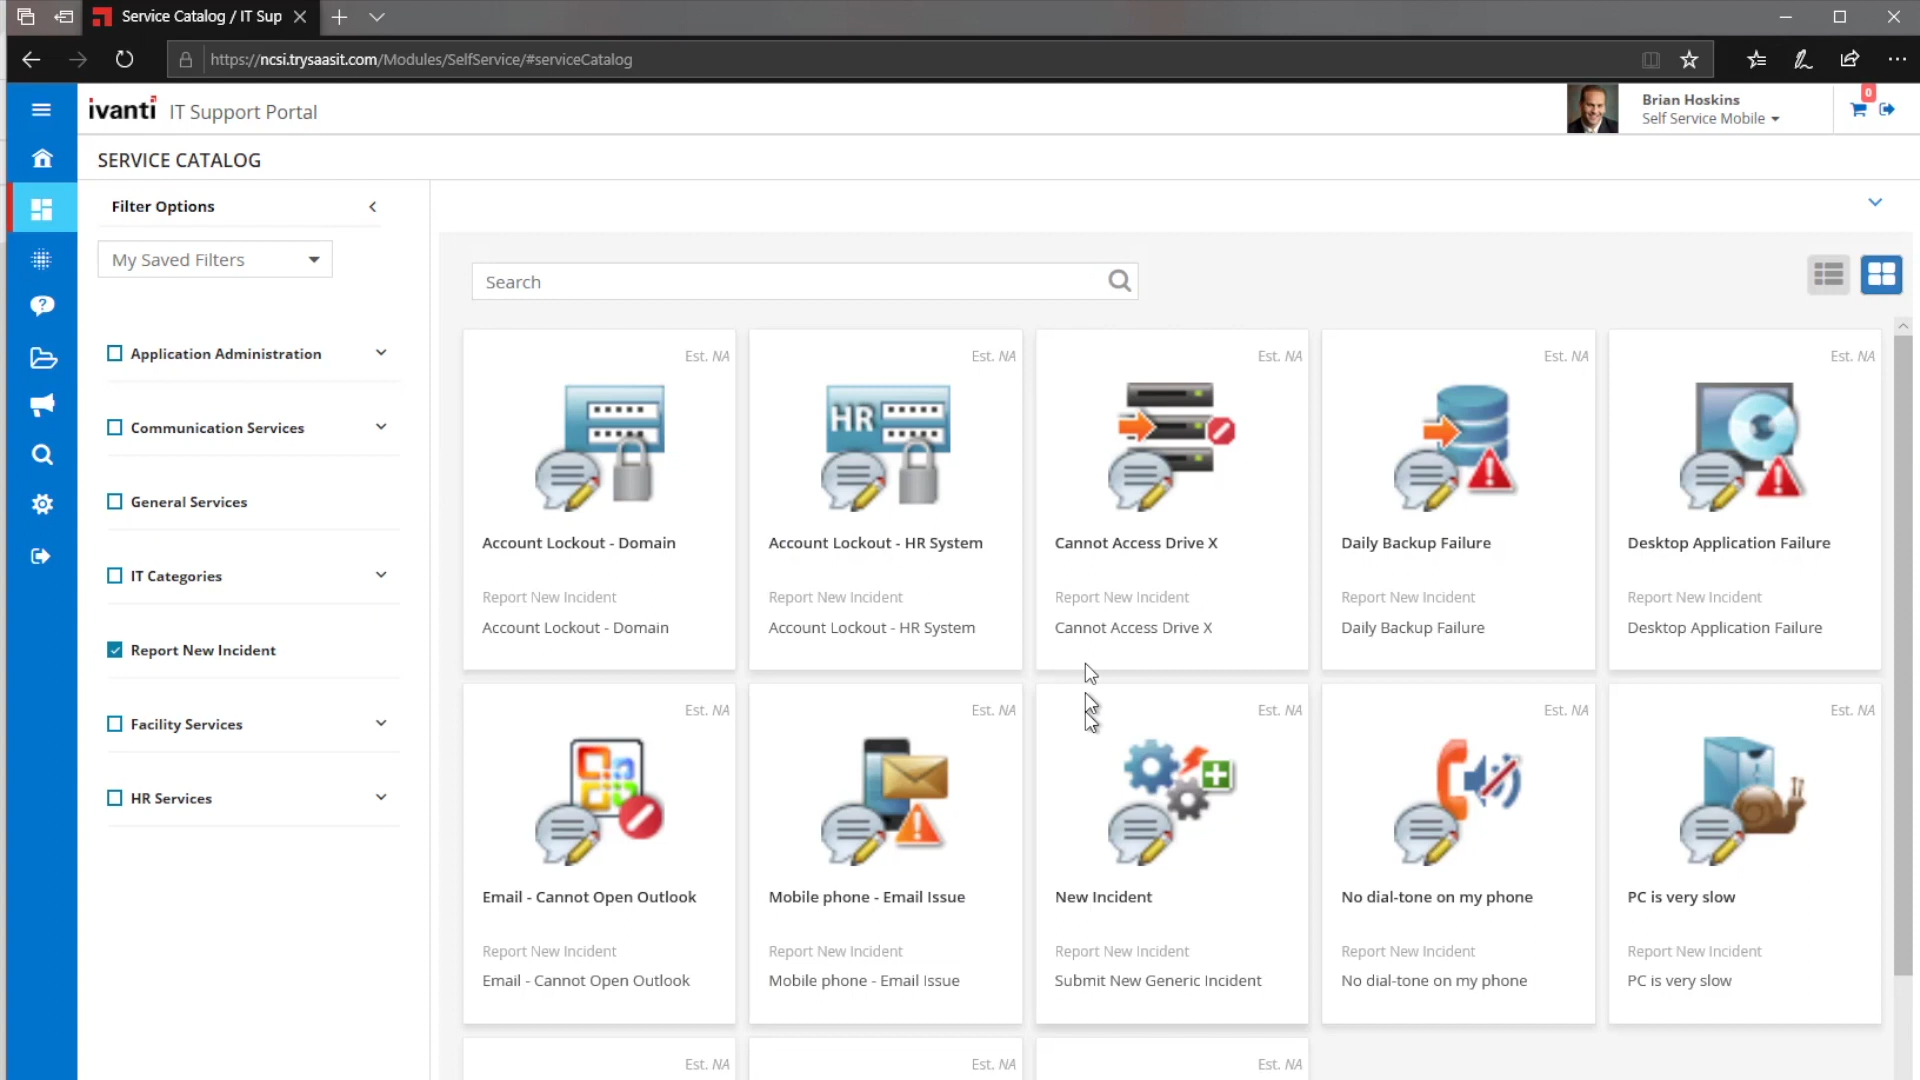 Service Catalog / IT Sup
https://ncsi.trysaasit.com/Modules/SelfService/#serviceCatalog
ivanti IT Support Portal
Brian Hoskins
Self Service Mobile
0
SERVICE CATALOG
Filter Options
My Saved Filters
Search
Application Administration
Communication Services
General Services
IT Categories
Report New Incident
Facility Services
HR Services
Est. NA
HR
Account Lockout - Domain
Report New Incident
Account Lockout - Domain
Est. NA
Account Lockout - HR System
Report New Incident
Account Lockout - HR System
Est. NA
Cannot Access Drive X
Report New Incident
Cannot Access Drive X
Est. NA
Daily Backup Failure
Report New Incident
Daily Backup Failure
Est. NA
Desktop Application Failure
Report New Incident
Desktop Application Failure
Est. NA
Email - Cannot Open Outlook
Report New Incident
Email - Cannot Open Outlook
Est. NA
Mobile phone - Email Issue
Report New Incident
Mobile phone - Email Issue
Est. NA
New Incident
Report New Incident
Submit New Generic Incident
Est. NA
No dial-tone on my phone
Report New Incident
No dial-tone on my phone
Est. NA
PC is very slow
Report New Incident
PC is very slow
Est. NA
Est. NA
Est. NA